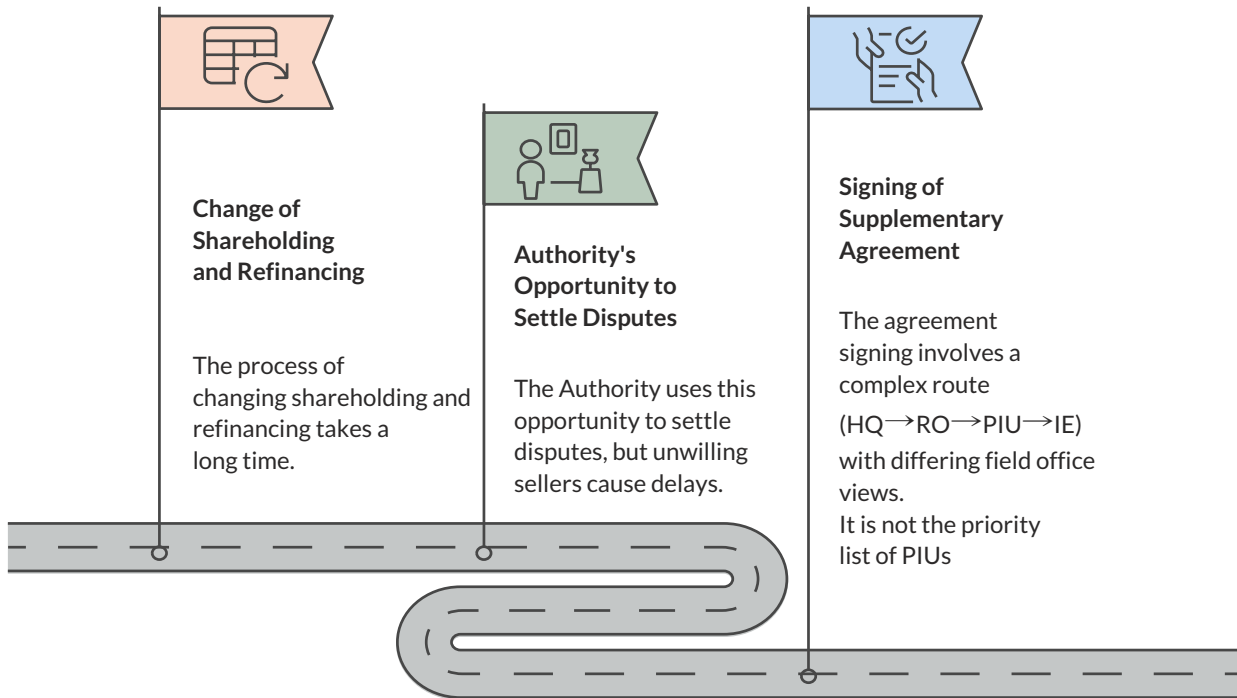 Change of
Shareholding
and Refinancing
The process of
changing shareholding and
refinancing takes a
long time.
Authority's
Opportunity to
Settle Disputes
The Authority uses this
opportunity to settle
disputes, but unwilling
sellers cause delays.
Signing of
Supplementary
Agreement
The agreement
signing involves a
complex route
(HQ→RO→PIU→IE)
with differing field office
views.
It is not the priority
list of PIUs